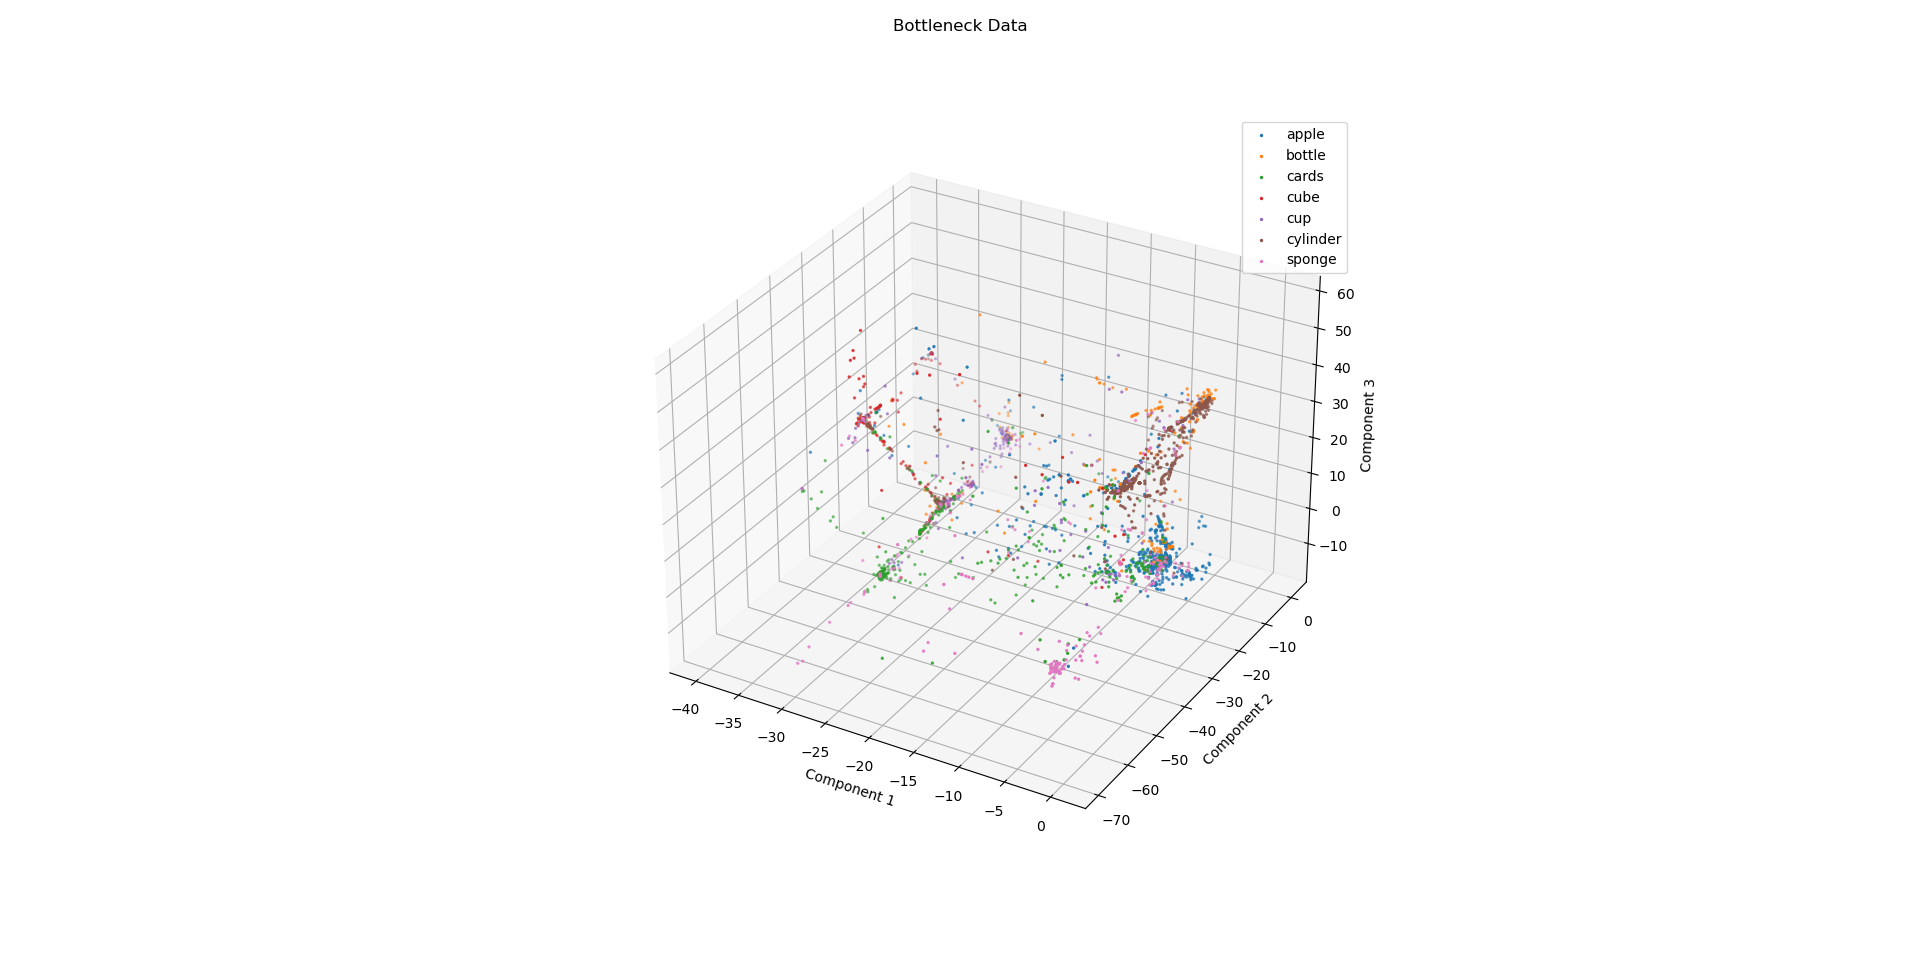 Bottleneck Data
apple
bottle
cards
cube
cup
cylinder
sponge
60
50
40
30
20
10
0
−10
Component 3
0
−10
−20
−30
−40
−50
−60
−70
Component 2
−40
−35
−30
−25
−20
−15
−10
−5
0
Component 1